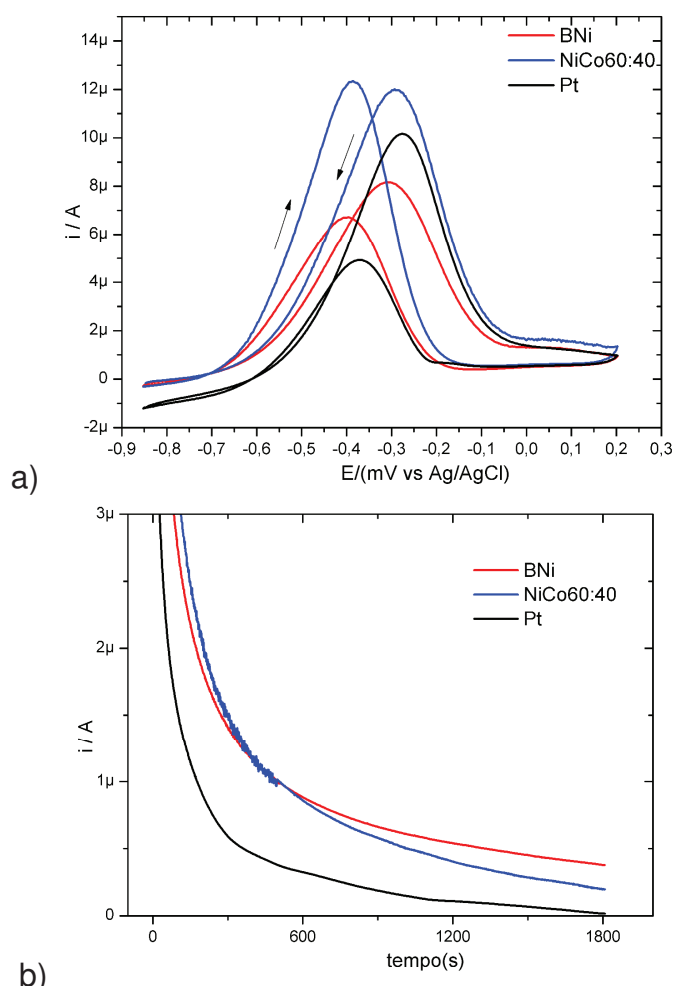 14µ
12µ
10µ
8µ
6µ
4µ
2µ
0
-2µ
i / A
BNi
NiCo60:40
Pt
-0,9 -0,8 -0,7 -0,6 -0,5 -0,4 -0,3 -0,2 -0,1 0,0 0,1 0,2 0,3
E/(mV vs Ag/AgCl)
a)
3µ
2µ
1µ
0
i / A
BNi
NiCo60:40
Pt
0 600 1200 1800
tempo(s)
b)